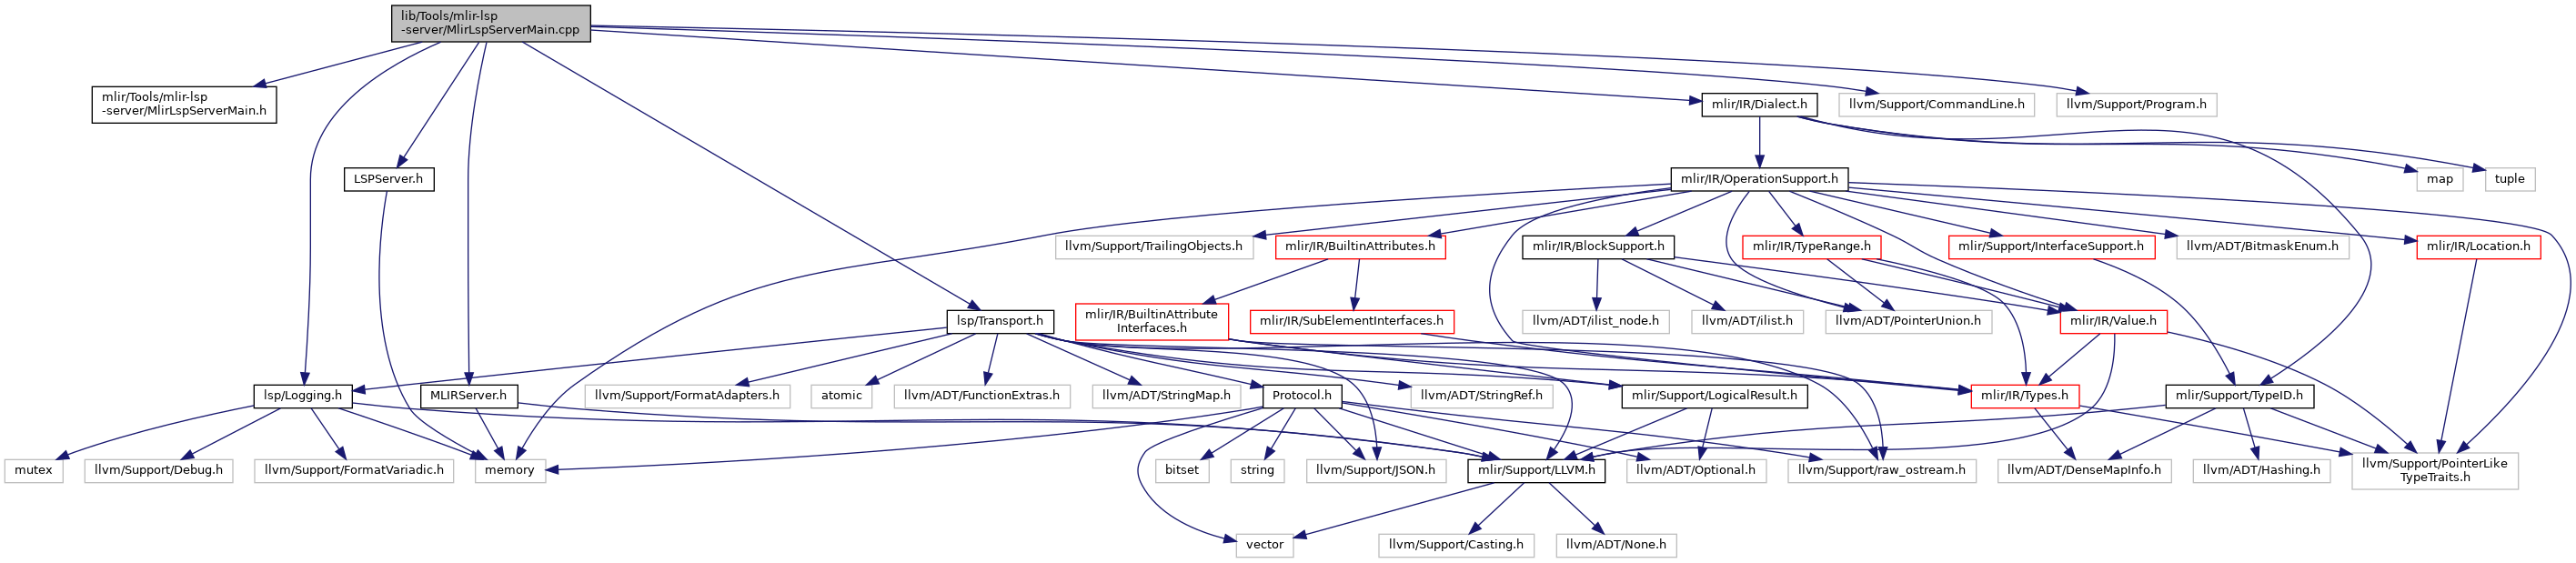 lib/Tools/mlir-lsp
-server/MlirLspServerMain.cpp
mlir/Tools/mlir-lsp
-server/MlirLspServerMain.h
mlir/IR/Dialect.h
llvm/Support/CommandLine.h
llvm/Support/Program.h
LSPServer.h
mlir/IR/OperationSupport.h
map
tuple
llvm/Support/TrailingObjects.h
mlir/IR/BuiltinAttributes.h
mlir/IR/BlockSupport.h
mlir/IR/TypeRange.h
mlir/Support/InterfaceSupport.h
llvm/ADT/BitmaskEnum.h
mlir/IR/Location.h
lsp/Transport.h
mlir/IR/BuiltinAttribute
Interfaces.h
mlir/IR/SubElementInterfaces.h
llvm/ADT/ilist_node.h
llvm/ADT/ilist.h
llvm/ADT/PointerUnion.h
mlir/IR/Value.h
lsp/Logging.h
MLIRServer.h
llvm/Support/FormatAdapters.h
atomic
llvm/ADT/FunctionExtras.h
llvm/ADT/StringMap.h
Protocol.h
llvm/ADT/StringRef.h
mlir/Support/LogicalResult.h
mlir/IR/Types.h
mlir/Support/TypeID.h
mutex
llvm/Support/Debug.h
llvm/Support/FormatVariadic.h
memory
bitset
string
llvm/Support/JSON.h
mlir/Support/LLVM.h
llvm/ADT/Optional.h
llvm/Support/raw_ostream.h
llvm/ADT/DenseMapInfo.h
llvm/ADT/Hashing.h
llvm/Support/PointerLike
TypeTraits.h
vector
llvm/Support/Casting.h
llvm/ADT/None.h